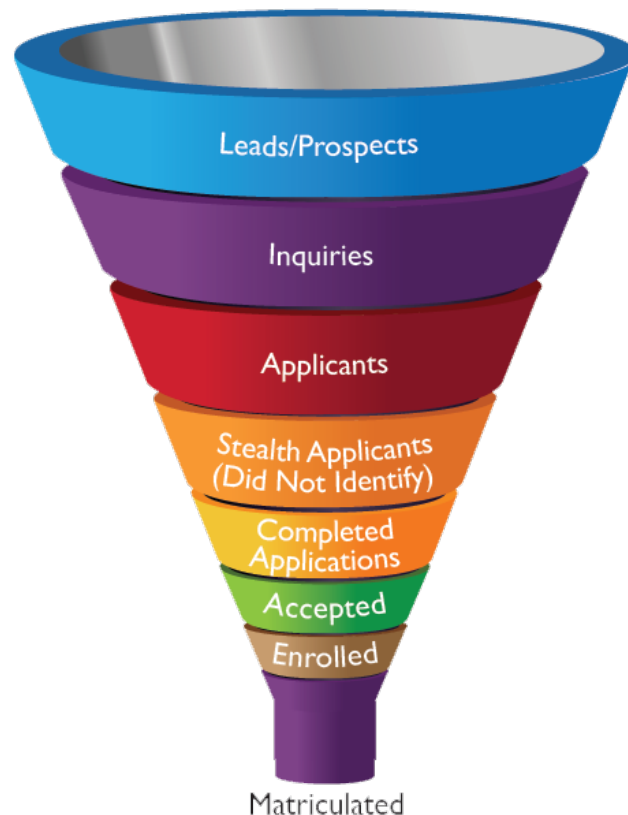 Leads/Prospects
Inquiries
Applicants
Stealth Applicants
(Did Not Identify)
Completed
Applications
Accepted
Enrolled
Matriculated